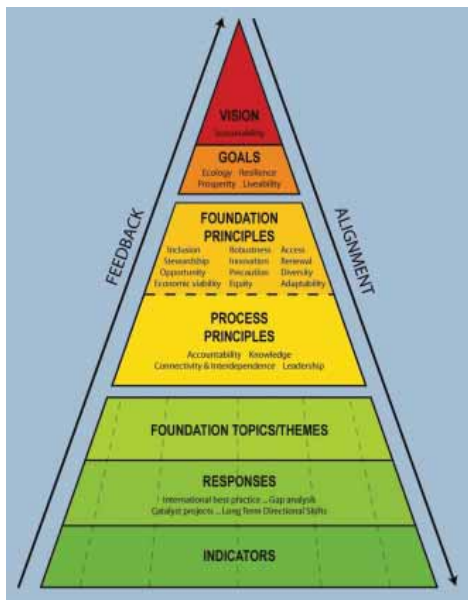 VISION
Sustainability
GOALS
Ecology Resilience
Prosperity Liveability
FOUNDATION
PRINCIPLES
Inclusion Robustness Access
Stewardship Innovation Renewal
Opportunity Precaution Diversity
Economic viability Equity Adaptability
PROCESS
PRINCIPLES
Accountability Knowledge
Connectivity & Interdependence Leadership
FOUNDATION TOPICS/THEMES
RESPONSES
International best practice ... Gap analysis
Catalyst projects ... Long Term Directional Shifts
INDICATORS
FEEDBACK
ALIGNMENT